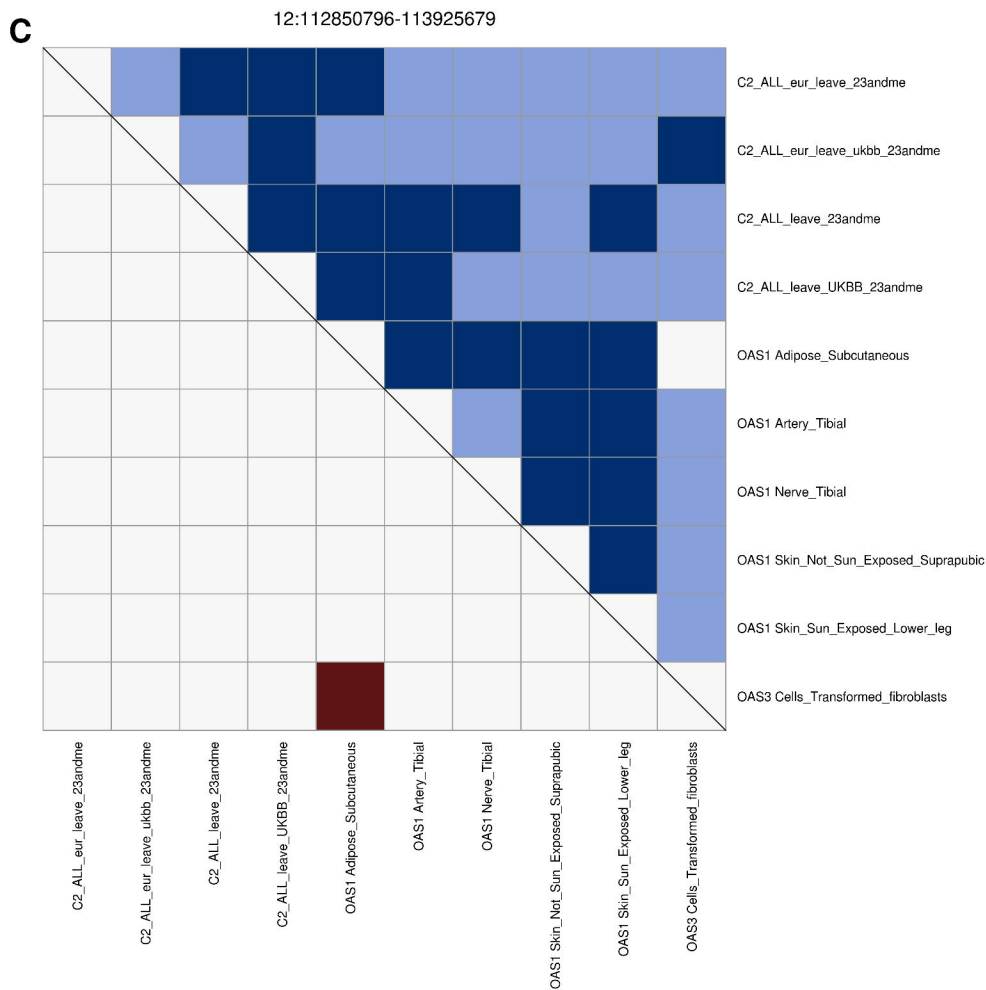 C
12:112850796-113925679
C2_ALL_eur_leave_23andme
C2_ALL_eur_leave_ukbb_23andme
C2_ALL_leave_23andme
C2_ALL_leave_UKBB_23andme
OAS1 Adipose_Subcutaneous
OAS1 Artery_Tibial
OAS1 Nerve_Tibial
OAS1 Skin_Not_Sun_Exposed_Suprapubic
OAS1 Skin_Sun_Exposed_Lower_leg
OAS3 Cells_Transformed_fibroblasts
C2_ALL_eur_leave_23andme
C2_ALL_eur_leave_ukbb_23andme
C2_ALL_leave_23andme
C2_ALL_leave_UKBB_23andme
OAS1 Adipose_Subcutaneous
OAS1 Artery_Tibial
OAS1 Nerve_Tibial
OAS1 Skin_Not_Sun_Exposed_Suprapubic
OAS1 Skin_Sun_Exposed_Lower_leg
OAS3 Cells_Transformed_fibroblasts